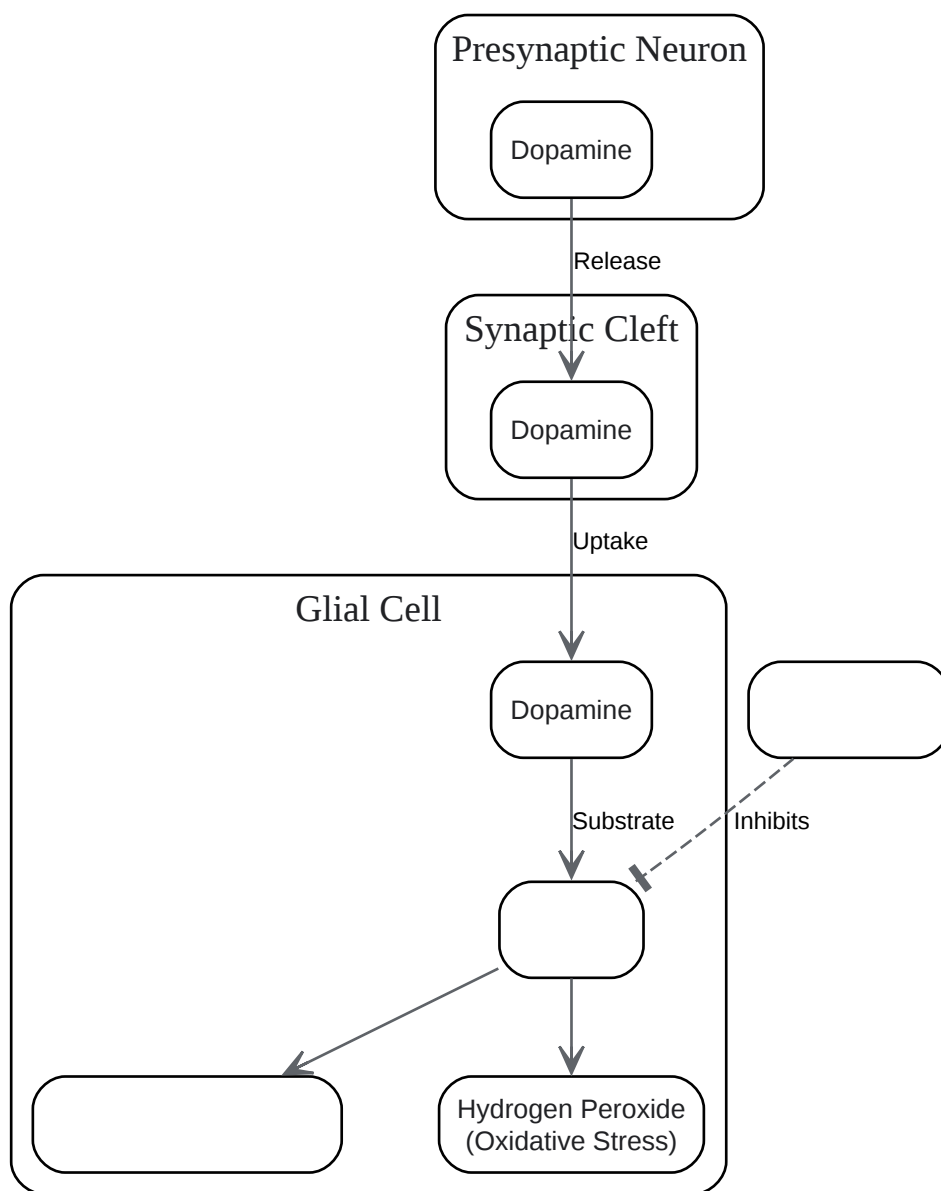 Presynaptic Neuron
Dopamine
Release
Synaptic Cleft
Dopamine
Uptake
Glial Cell
Dopamine
Substrate
Inhibits
Hydrogen Peroxide
(Oxidative Stress)